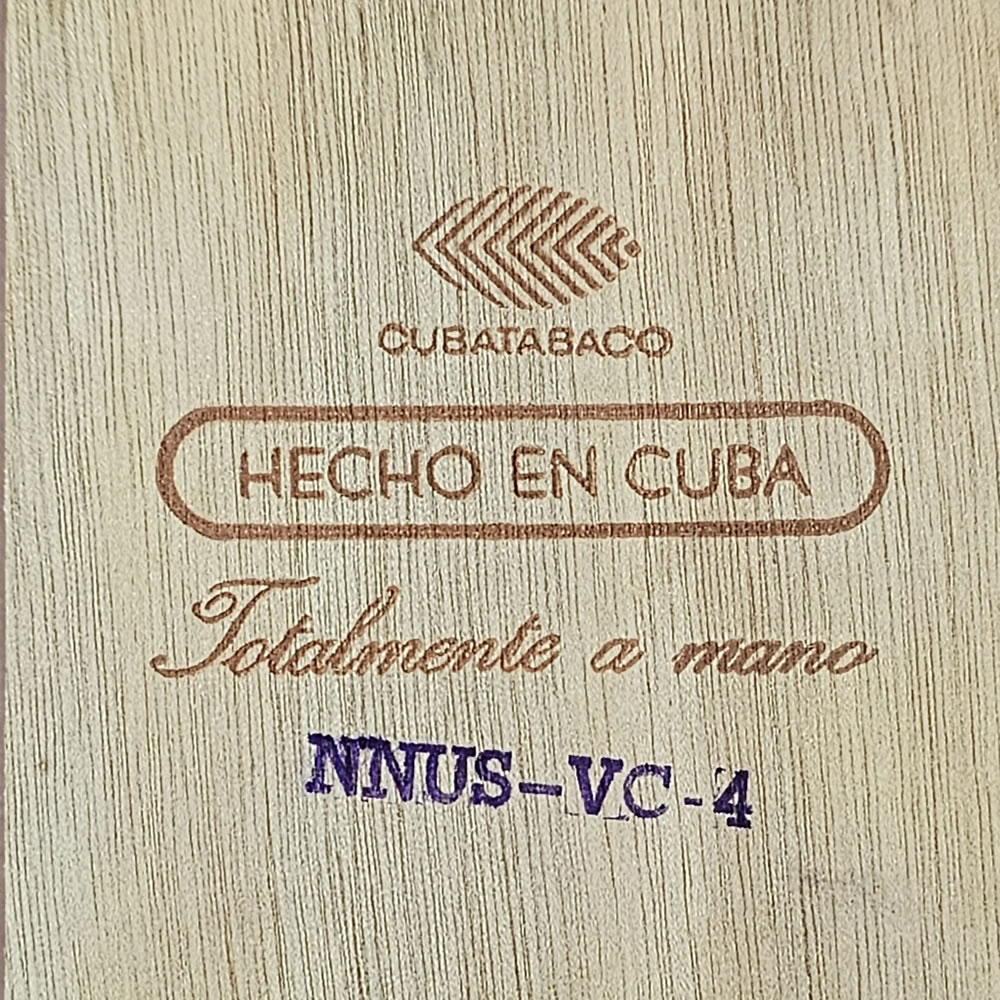 CUBATABACO
HECHO EN CUBA
Totalmente a mano
NNUS-VC-4